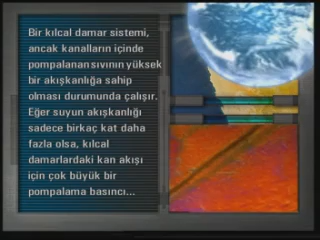 Bir kılcal damar sistemi,
ancak kanalların içinde
pompalanan sıvının yüksek
bir akışkanlığa sahip
olması durumunda çalışır.
Eğer suyun akışkanlığı
sadece birkaç kat daha
fazla olsa, kılcal
damarlardaki kan akışı
için çok büyük bir
pompalama basıncı...